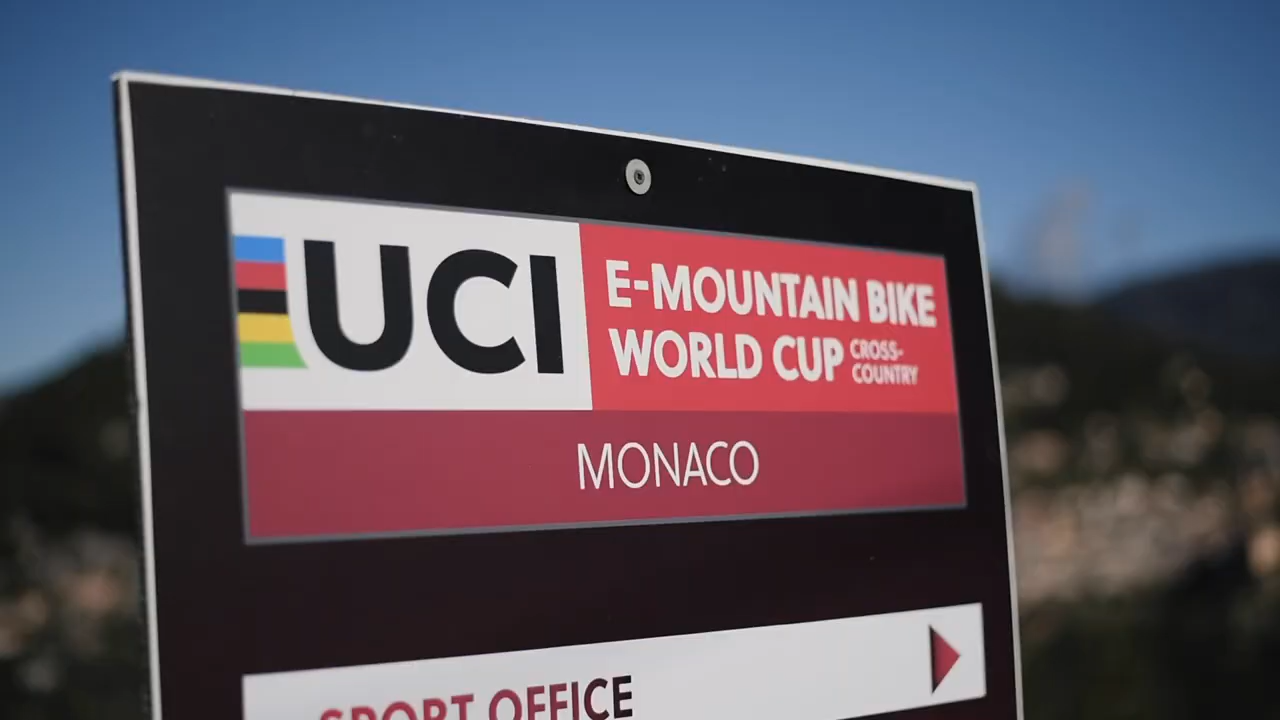 UCI
E-MOUNTAIN BIKE
WORLD CUP CROSS-
COUNTRY
MONACO
SPORT OFFICE